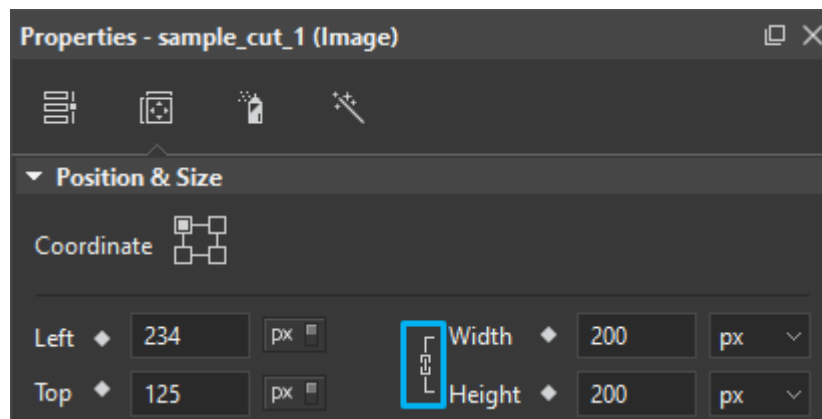 Properties - sample_cut_1 (Image)
Position & Size
Coordinate
Left 234 px Width 200 px
Top 125 px Height 200 px